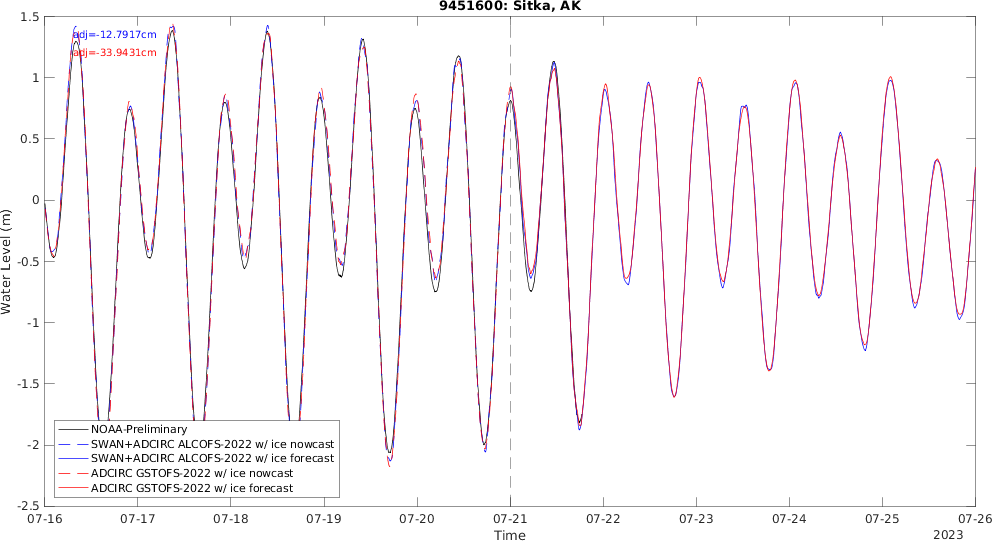 9451600: Sitka, AK
adj=-12.7917cm
adj=-33.9431cm
1.5
1
0.5
0
-0.5
-1
-1.5
-2
-2.5
Water Level (m)
NOAA-Preliminary
SWAN+ADCIRC ALCOFS-2022 w/ ice nowcast
SWAN+ADCIRC ALCOFS-2022 w/ ice forecast
ADCIRC GSTOFS-2022 w/ ice nowcast
ADCIRC GSTOFS-2022 w/ ice forecast
07-16 07-17 07-18 07-19 07-20 07-21 07-22 07-23 07-24 07-25 07-26
Time
2023